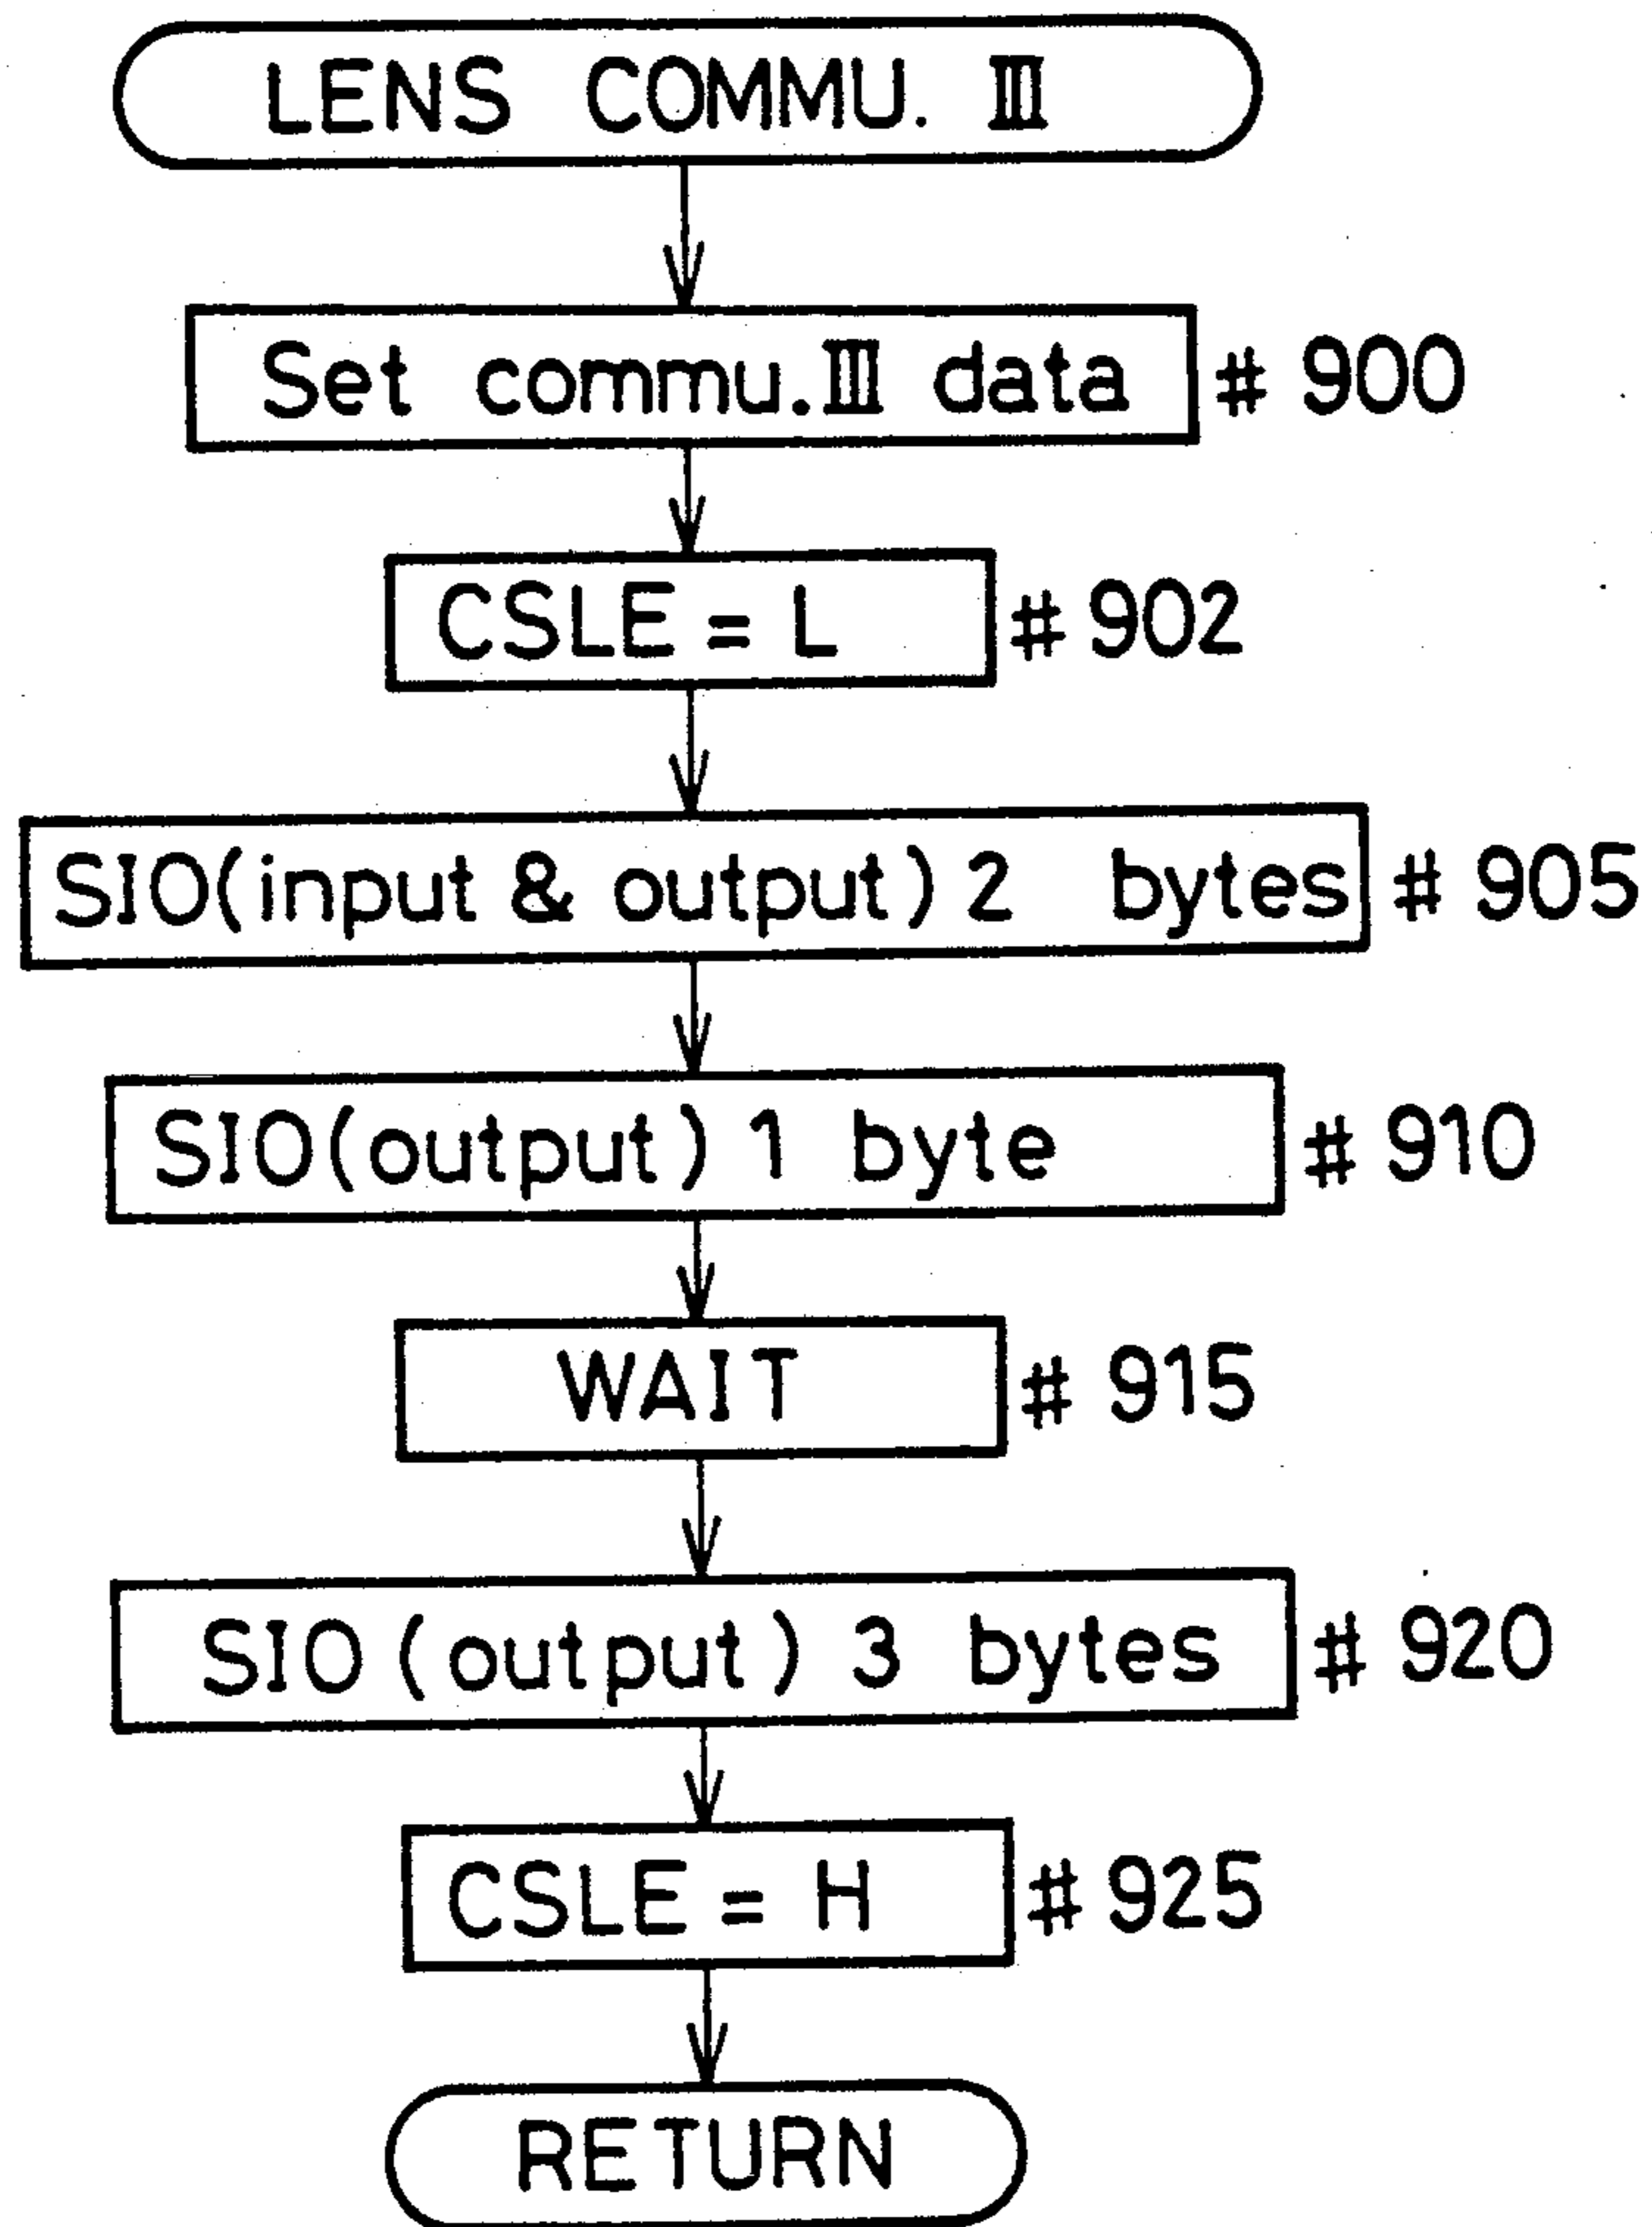 LENS COMMU. III
Set commu.III data # 900
CSLE = L # 902
SIO(input & output) 2 bytes # 905
SIO(output) 1 byte # 910
WAIT # 915
SIO (output) 3 bytes # 920
CSLE = H # 925
RETURN